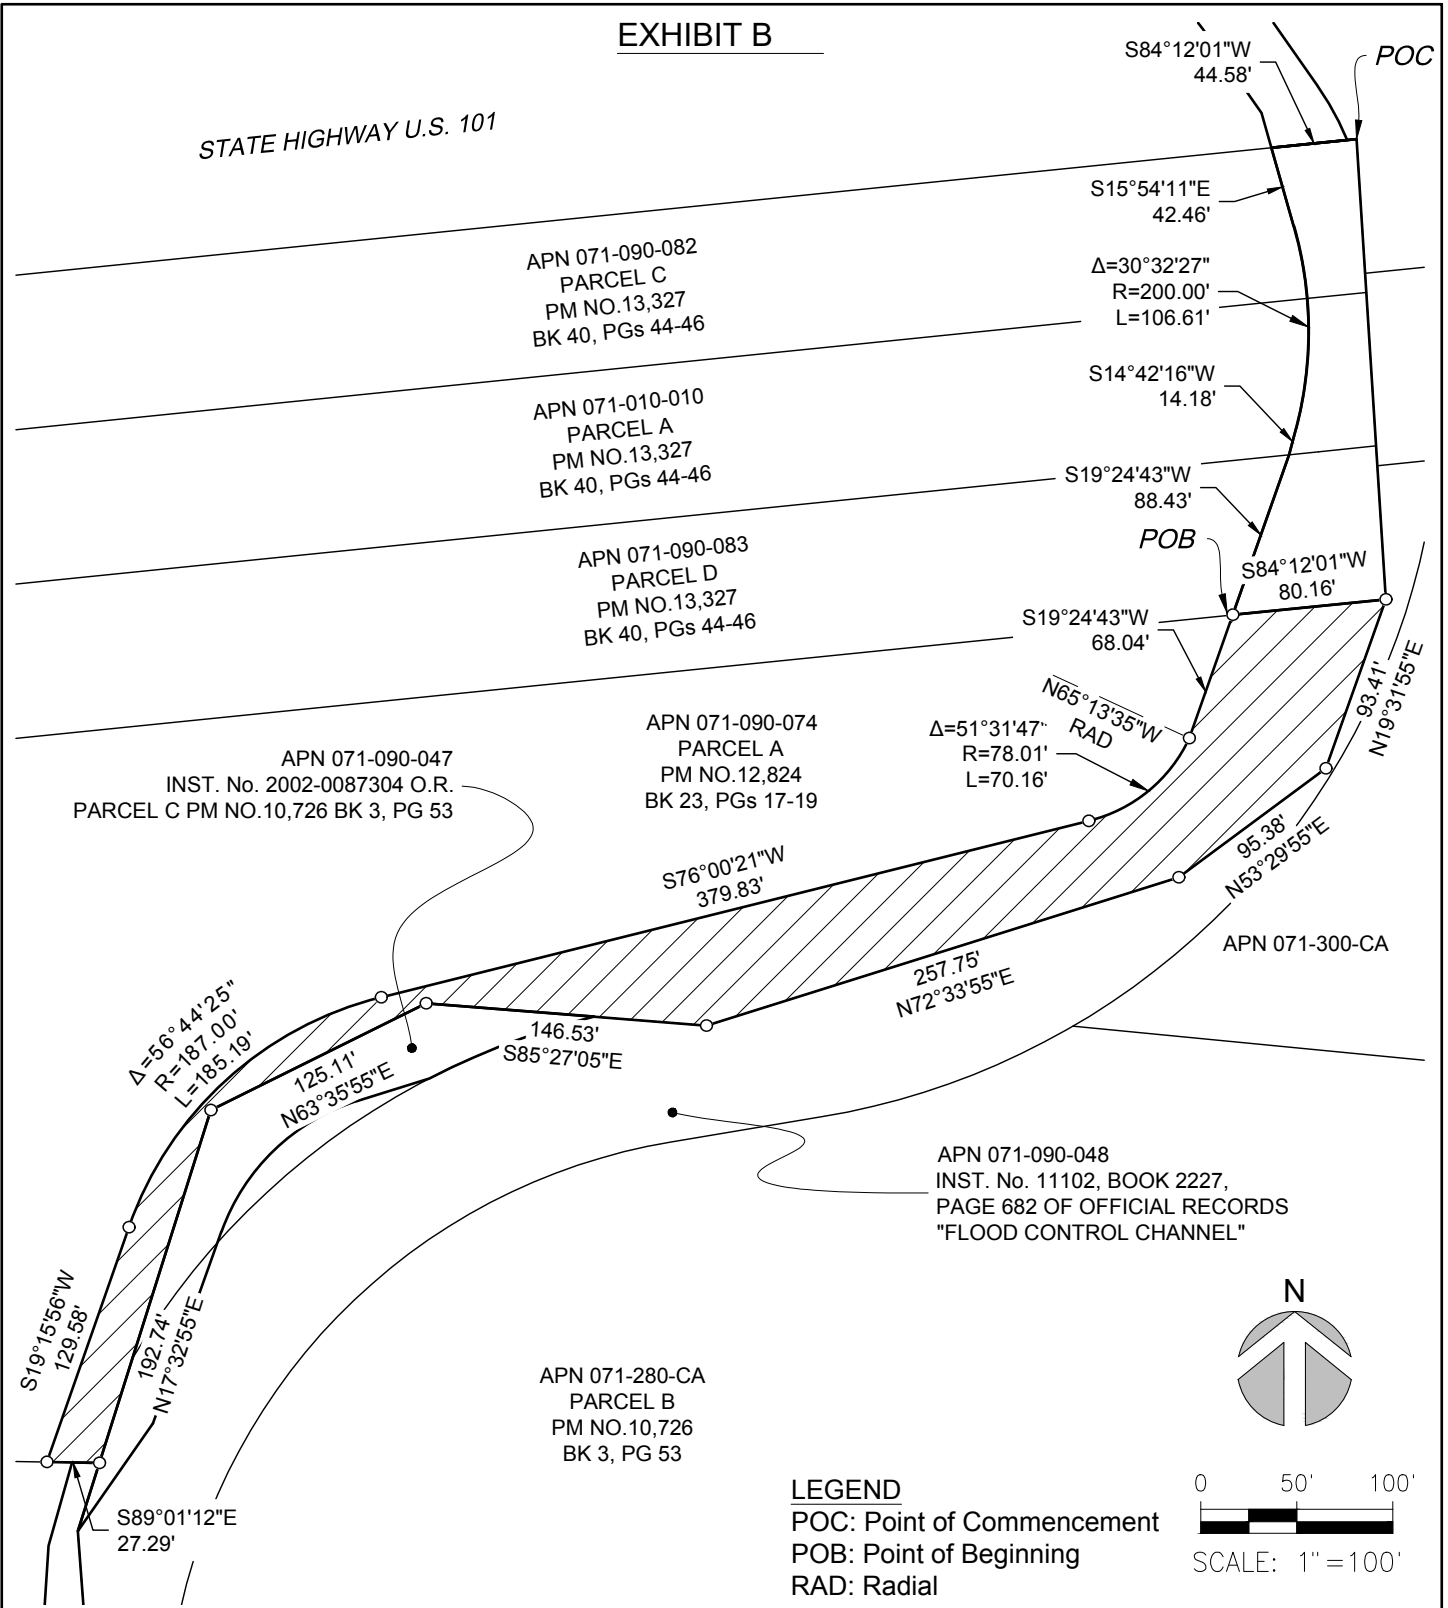 EXHIBIT B
S84°12'01"W
44.58'
POC
STATE HIGHWAY U.S. 101
S15°54'11"E
42.46'
APN 071-090-082
PARCEL C
PM NO.13,327
BK 40, PGs 44-46
Δ=30°32'27"
R=200.00'
L=106.61'
S14°42'16"W
14.18'
APN 071-010-010
PARCEL A
PM NO.13,327
BK 40, PGs 44-46
S19°24'43"W
88.43'
POB
S84°12'01"W
80.16'
APN 071-090-083
PARCEL D
PM NO.13,327
BK 40, PGs 44-46
S19°24'43"W
68.04'
93.41'
N19°31'55"E
N65°13'35"W
RAD
Δ=51°31'47"
R=78.01'
L=70.16'
APN 071-090-074
PARCEL A
PM NO.12,824
BK 23, PGs 17-19
APN 071-090-047
INST. No. 2002-0087304 O.R.
PARCEL C PM NO.10,726 BK 3, PG 53
95.38'
N53°29'55"E
S76°00'21"W
379.83'
APN 071-300-CA
257.75'
N72°33'55"E
Δ=56°44'25"
R=187.00'
L=185.19'
146.53'
S85°27'05"E
125.11'
N63°35'55"E
APN 071-090-048
INST. No. 11102, BOOK 2227,
PAGE 682 OF OFFICIAL RECORDS
"FLOOD CONTROL CHANNEL"
S19°15'56"W
129.58'
192.74'
N17°32'55"E
APN 071-280-CA
PARCEL B
PM NO.10,726
BK 3, PG 53
N
S89°01'12"E
27.29'
LEGEND
POC: Point of Commencement
POB: Point of Beginning
RAD: Radial
0 50' 100'
SCALE: 1"=100'